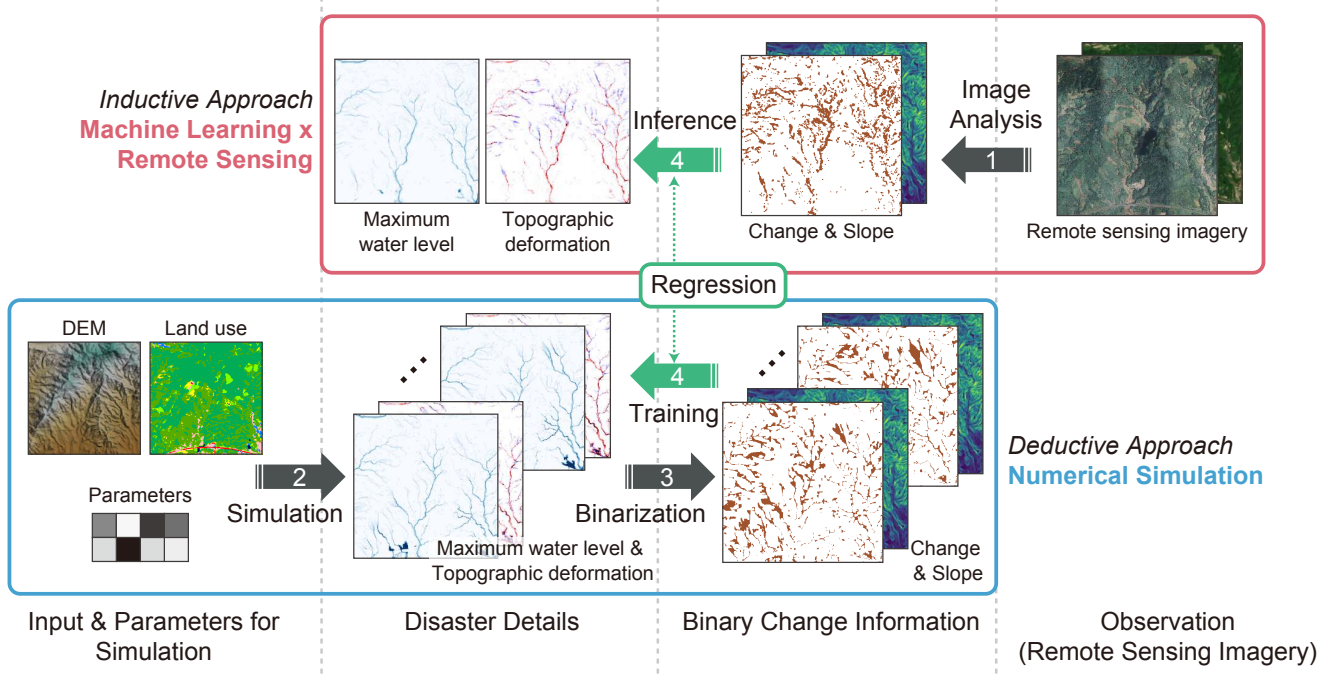 Inductive Approach
Machine Learning x
Remote Sensing
Maximum
water level
Topographic
deformation
Inference
4
Change & Slope
Image
Analysis
1
Remote sensing imagery
Regression
DEM
Land use
Parameters
2
Simulation
Maximum water level &
Topographic deformation
4
Training
3
Binarization
Change
& Slope
Deductive Approach
Numerical Simulation
Input & Parameters for
Simulation
Disaster Details
Binary Change Information
Observation
(Remote Sensing Imagery)